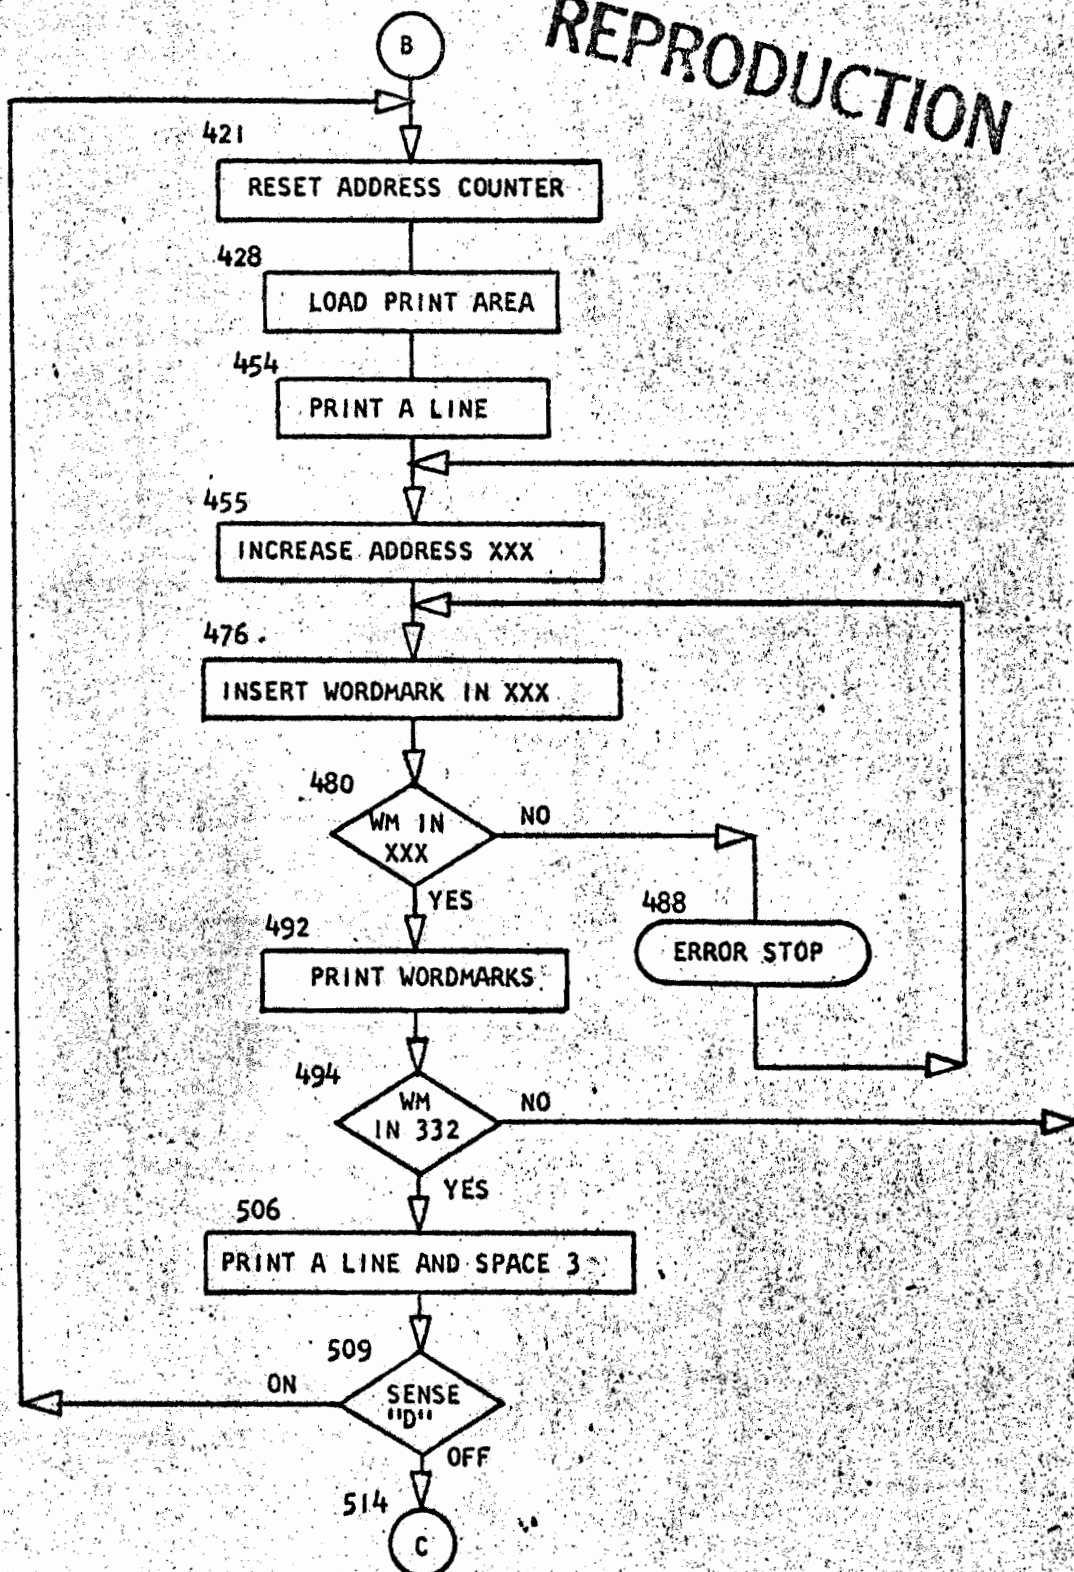 REPRODUCTION
B
421
RESET ADDRESS COUNTER
428
LOAD PRINT AREA
454
PRINT A LINE
455
INCREASE ADDRESS XXX
476
INSERT WORDMARK IN XXX
480
WM IN
XXX
NO
YES
488
ERROR STOP
492
PRINT WORDMARKS
494
WM
IN 332
NO
YES
506
PRINT A LINE AND SPACE 3
509
SENSE
"D"
ON
OFF
514
C